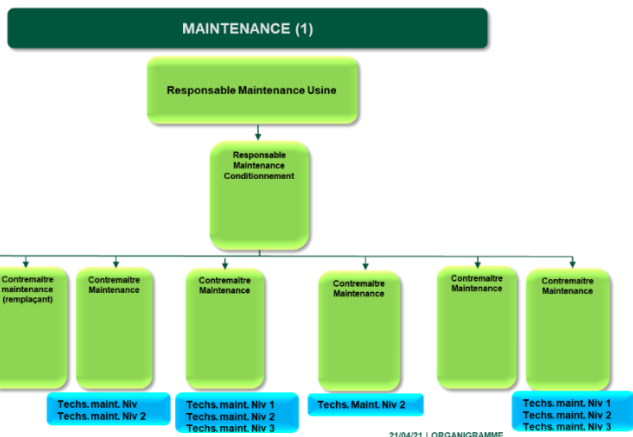 MAINTENANCE (1)
Responsable Maintenance Usine
Responsable
Maintenance
Conditionnement
Contremaitre
maintenance
(remplaçant)
Contremaitre
Maintenance
Contremaitre
Maintenance
Contremaitre
Maintenance
Contremaitre
Maintenance
Contremaitre
Maintenance
Techs. maint. Niv
Techs. maint. Niv 2
Techs. maint. Niv 1
Techs. maint. Niv 2
Techs. maint. Niv 3
Techs. Maint. Niv 2
Techs. maint. Niv 1
Techs. maint. Niv 2
Techs. maint. Niv 3
21/04/21 | ORGANIGRAMME